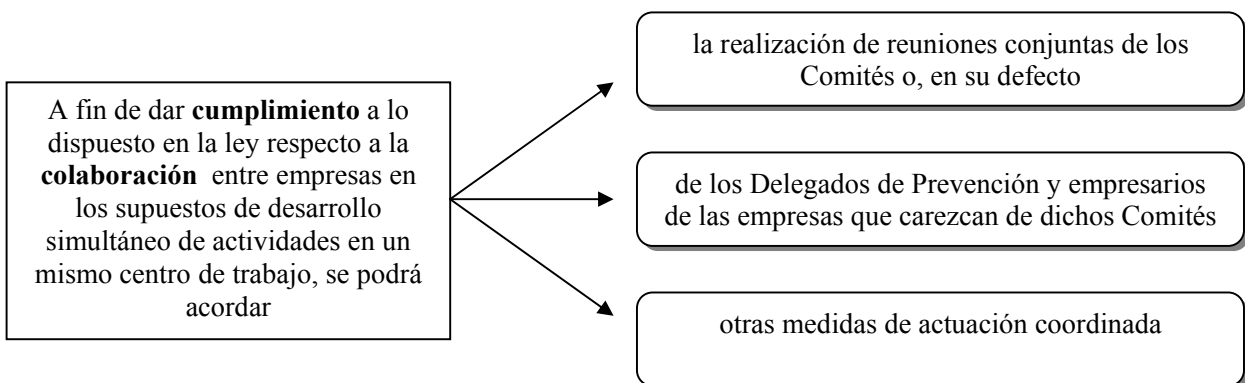 A fin de dar cumplimiento a lo
dispuesto en la ley respecto a la
colaboración entre empresas en
los supuestos de desarrollo
simultáneo de actividades en un
mismo centro de trabajo, se podrá
acordar
la realización de reuniones conjuntas de los
Comités o, en su defecto
de los Delegados de Prevención y empresarios
de las empresas que carezcan de dichos Comités
otras medidas de actuación coordinada